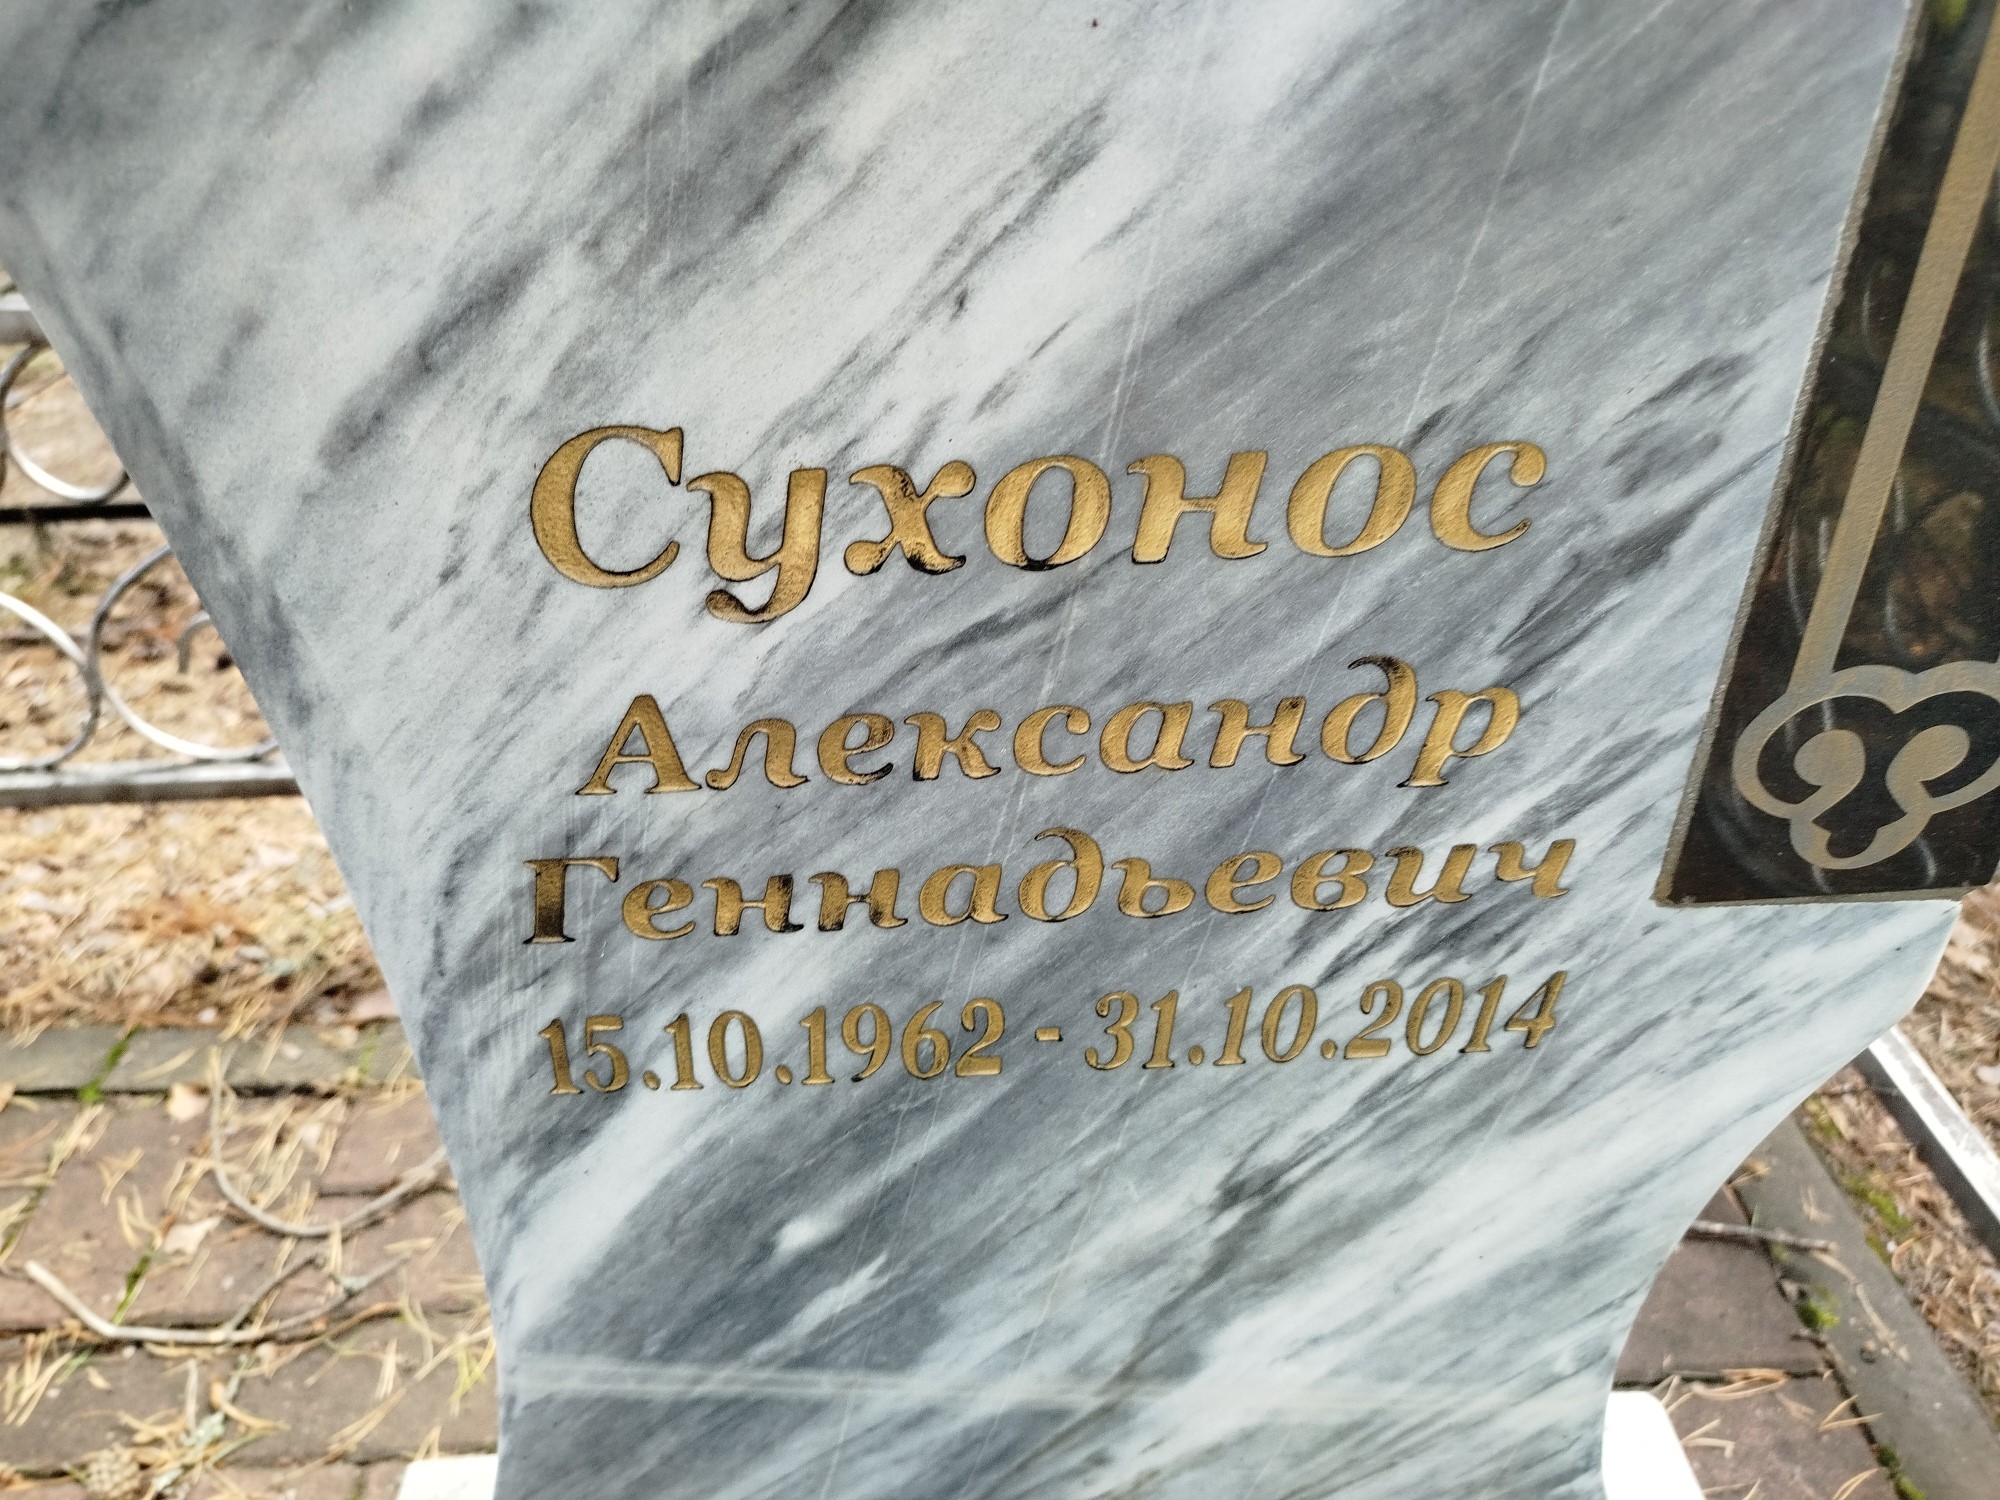 Сухонос
Александр
Геннадьевич
15.10.1962 - 31.10.2014